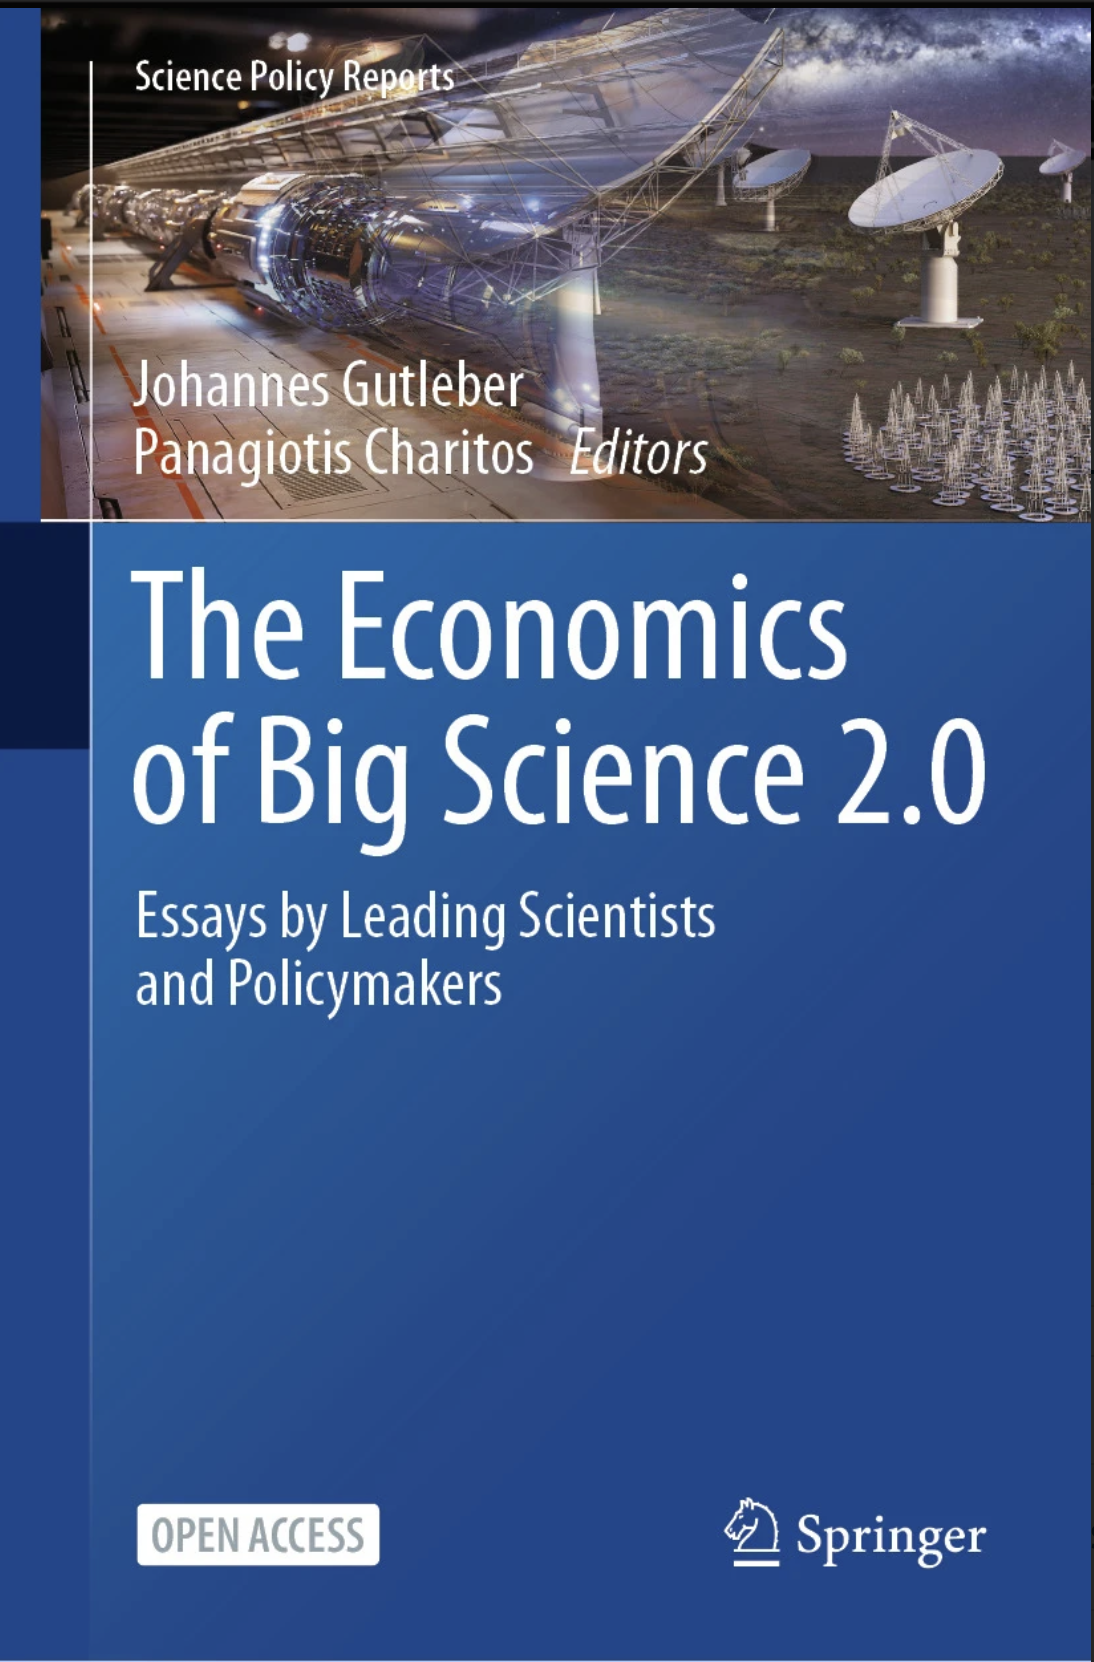 Science Policy Reports
Johannes Gutleber
Panagiotis Charitos Editors
The Economics
of Big Science 2.0
Essays by Leading Scientists
and Policymakers
OPEN ACCESS
Springer